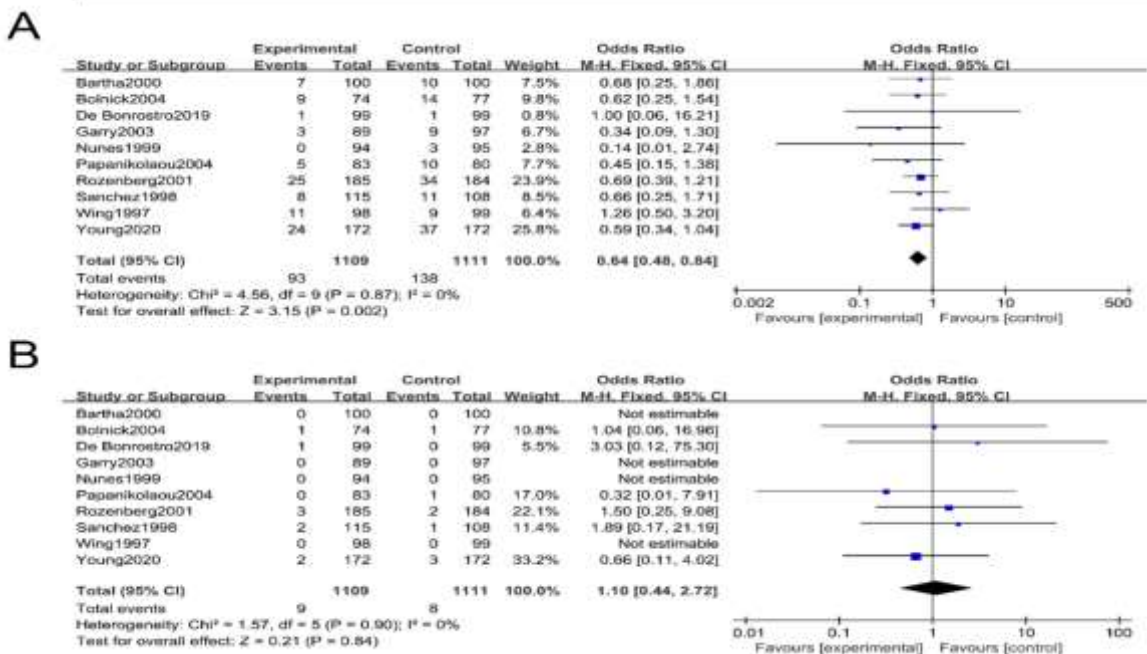 A
Experimental Control Odds Ratio Odds Ratio
Study or Subgroup Events Total Events Total Weight M-H. Fixed. 95% CI M-H. Fixed. 95% CI
Bartha2000 7 100 10 100 7.5% 0.68 [0.25, 1.86]
Bolnick2004 9 74 14 77 9.8% 0.62 [0.25, 1.54]
De Bonrostro2019 1 99 1 99 0.8% 1.00 [0.06, 16.21]
Garry2003 3 89 9 97 6.7% 0.34 [0.09, 1.30]
Nunes1999 0 94 3 95 2.8% 0.14 [0.01, 2.74]
Papanikolaou2004 5 83 10 80 7.7% 0.45 [0.15, 1.38]
Rozenberg2001 25 185 34 184 23.9% 0.69 [0.39, 1.21]
Sanchez1998 8 115 11 108 8.5% 0.66 [0.25, 1.71]
Wing1997 11 98 9 99 6.4% 1.26 [0.50, 3.20]
Young2020 24 172 37 172 25.8% 0.59 [0.34, 1.04]
Total (95% CI) 1109 1111 100.0% 0.64 [0.48, 0.84]
Total events 93 138
Heterogeneity: Chi² = 4.56, df = 9 (P = 0.87); I² = 0%
Test for overall effect: Z = 3.15 (P = 0.002)
0.002 0.1 1 10 500
Favours [experimental] Favours [control]
B
Experimental Control Odds Ratio Odds Ratio
Study or Subgroup Events Total Events Total Weight M-H. Fixed. 95% CI M-H. Fixed. 95% CI
Bartha2000 0 100 0 100 Not estimable
Bolnick2004 1 74 1 77 10.8% 1.04 [0.06, 16.96]
De Bonrostro2019 1 99 0 99 5.5% 3.03 [0.12, 75.30]
Garry2003 0 89 0 97 Not estimable
Nunes1999 0 94 0 95 Not estimable
Papanikolaou2004 0 83 1 80 17.0% 0.32 [0.01, 7.91]
Rozenberg2001 3 185 2 184 22.1% 1.50 [0.25, 9.08]
Sanchez1998 2 115 1 108 11.4% 1.89 [0.17, 21.19]
Wing1997 0 98 0 99 Not estimable
Young2020 2 172 3 172 33.2% 0.66 [0.11, 4.02]
Total (95% CI) 1109 1111 100.0% 1.10 [0.44, 2.72]
Total events 9 8
Heterogeneity: Chi² = 1.57, df = 5 (P = 0.90); I² = 0%
Test for overall effect: Z = 0.21 (P = 0.84)
0.01 0.1 1 10 100
Favours [experimental] Favours [control]